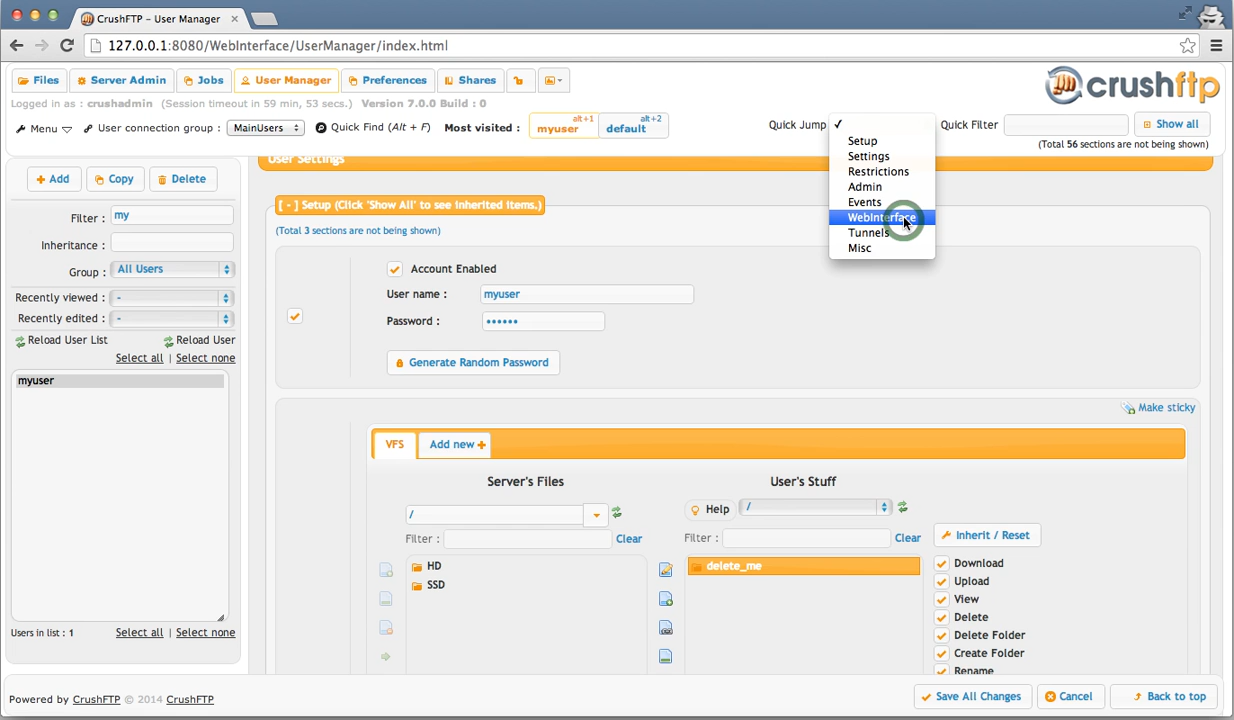 CrushFTP – User Manager
127.0.0.1:8080/WebInterface/UserManager/index.html
Files Server Admin Jobs User Manager Preferences Shares
crushftp
Logged in as : crushadmin (Session timeout in 59 min, 53 secs.) Version 7.0.0 Build : 0
Menu User connection group : MainUsers Quick Find (Alt + F) Most visited : myuser alt+1 default alt+2 Quick Jump ✓ Quick Filter Show all
(Total 56 sections are not being shown)
Setup
Settings
Restrictions
Admin
Events
WebInterface
Tunnels
Misc
User Settings
Add Copy Delete
Filter : my
Inheritance :
Group : All Users
Recently viewed : -
Recently edited : -
Reload User List Reload User
Select all | Select none
myuser
Users in list : 1 Select all | Select none
[ - ] Setup (Click 'Show All' to see inherited items.)
(Total 3 sections are not being shown)
Account Enabled
User name : myuser
Password : ••••••
Generate Random Password
Make sticky
VFS Add new
Server's Files User's Stuff
/ Help /
Filter : Clear Filter : Clear Inherit / Reset
HD
SSD
delete_me
Download
Upload
View
Delete
Delete Folder
Create Folder
Rename
Powered by CrushFTP © 2014 CrushFTP Save All Changes Cancel Back to top